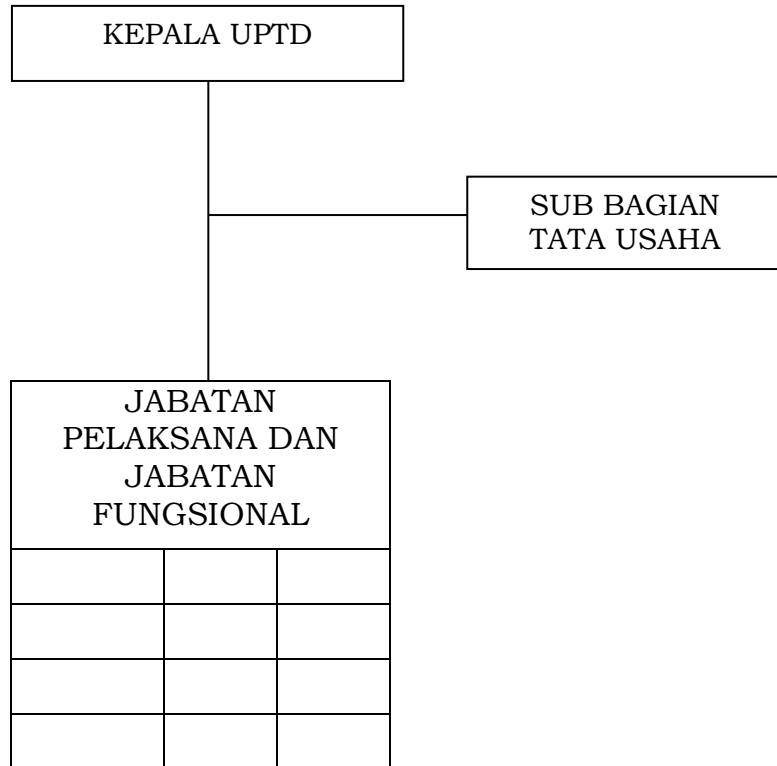 KEPALA UPTD
SUB BAGIAN
TATA USAHA
JABATAN
PELAKSANA DAN
JABATAN
FUNGSIONAL